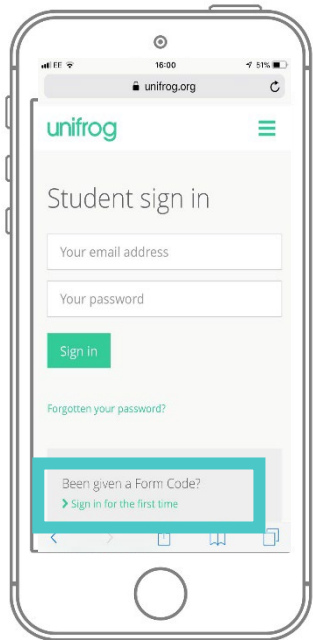 EE 16:00 51%
unifrog.org
unifrog
Student sign in
Your email address
Your password
Sign in
Forgotten your password?
Been given a Form Code?
Sign in for the first time